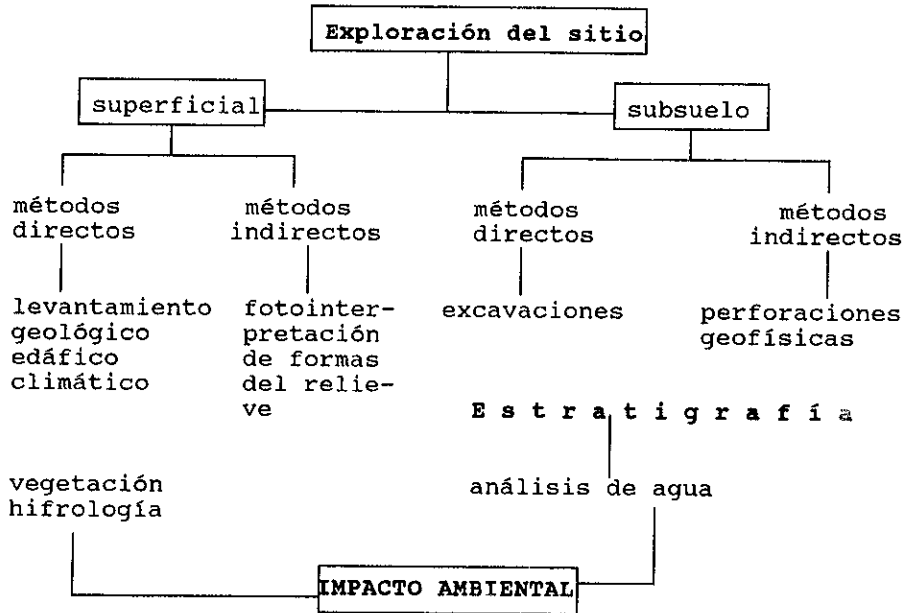 Exploración del sitio
superficial
subsuelo
métodos
directos
métodos
indirectos
métodos
directos
métodos
indirectos
levantamiento
geológico
edáfico
climático
fotointer-
pretación
de formas
del relie-
ve
excavaciones
perforaciones
geofísicas
Estratigrafía
vegetación
hifrología
análisis de agua
IMPACTO AMBIENTAL